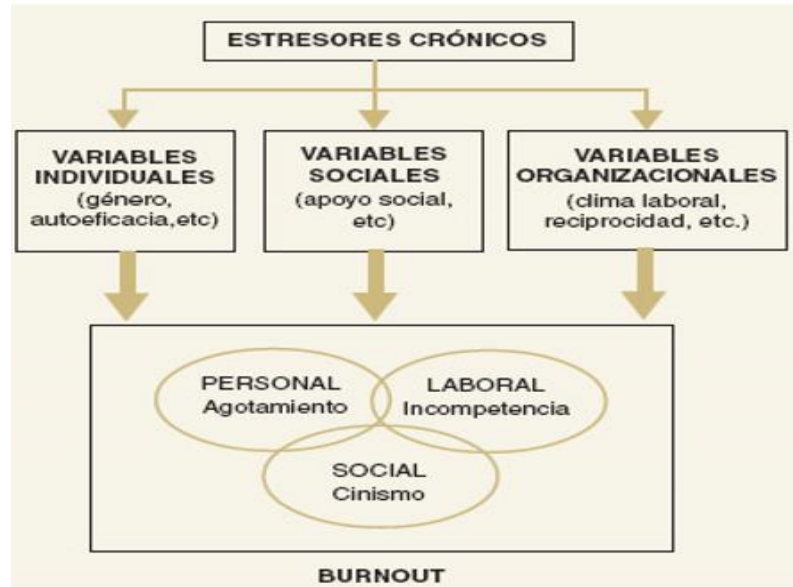 ESTRESORES CRÓNICOS
VARIABLES
INDIVIDUALES
(género,
autoeficacia,etc)
VARIABLES
SOCIALES
(apoyo social,
etc)
VARIABLES
ORGANIZACIONALES
(clima laboral,
reciprocidad, etc.)
PERSONAL
Agotamiento
LABORAL
Incompetencia
SOCIAL
Cinismo
BURNOUT